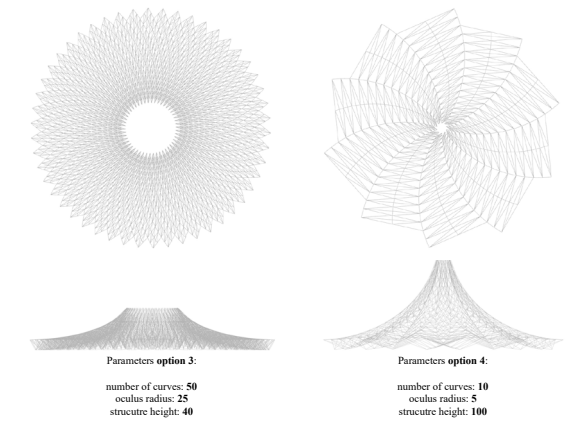 Parameters option 3:
number of curves: 50
oculus radius: 25
strucutre height: 40
Parameters option 4:
number of curves: 10
oculus radius: 5
strucutre height: 100